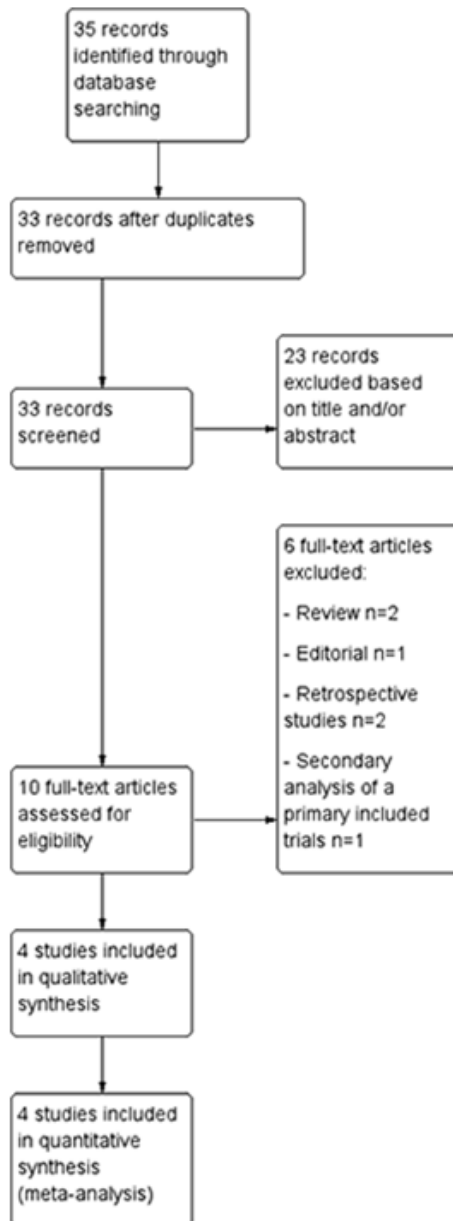 35 records
identified through
database
searching
33 records after duplicates
removed
33 records
screened
23 records
excluded based
on title and/or
abstract
6 full-text articles
excluded:
- Review n=2
- Editorial n=1
- Retrospective
studies n=2
- Secondary
analysis of a
primary included
trials n=1
10 full-text articles
assessed for
eligibility
4 studies included
in qualitative
synthesis
4 studies included
in quantitative
synthesis
(meta-analysis)